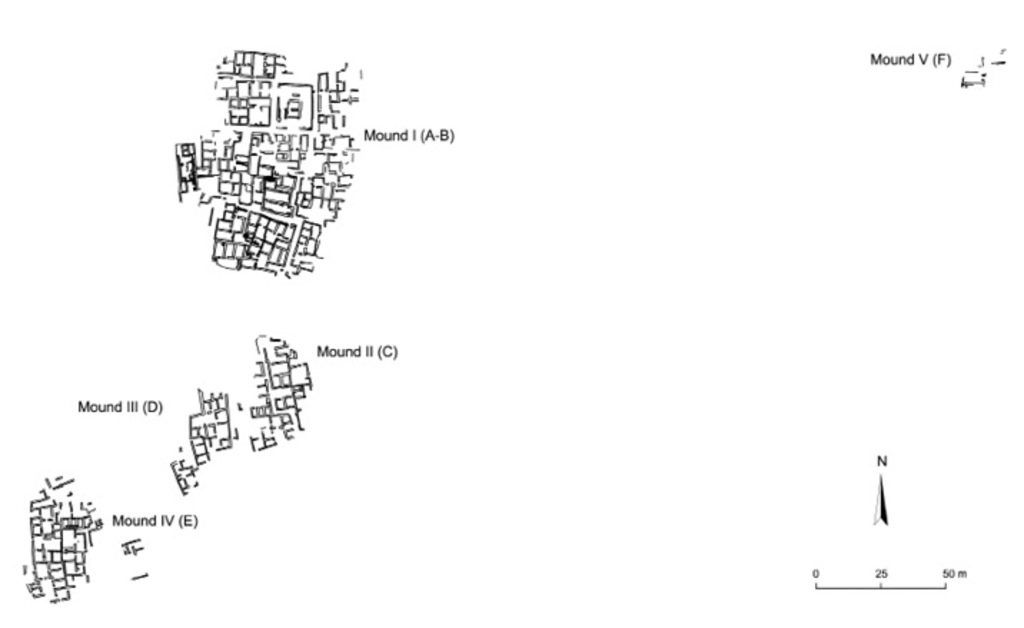 Mound V (F)
Mound I (A-B)
Mound II (C)
Mound III (D)
Mound IV (E)
N
0 25 50 m